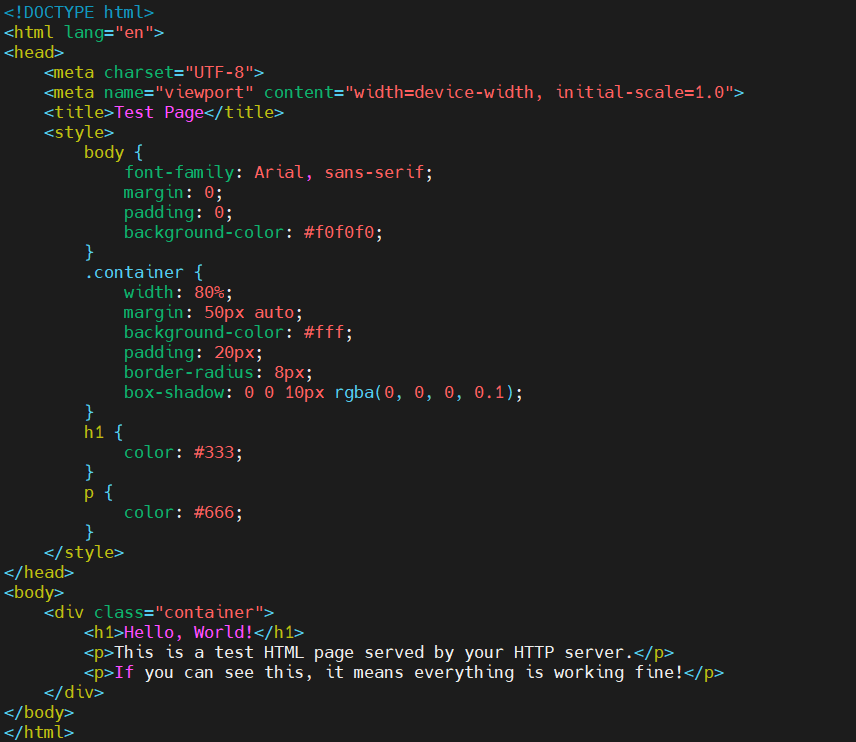 <!DOCTYPE html>
<html lang="en">
<head>
    <meta charset="UTF-8">
    <meta name="viewport" content="width=device-width, initial-scale=1.0">
    <title>Test Page</title>
    <style>
        body {
            font-family: Arial, sans-serif;
            margin: 0;
            padding: 0;
            background-color: #f0f0f0;
        }
        .container {
            width: 80%;
            margin: 50px auto;
            background-color: #fff;
            padding: 20px;
            border-radius: 8px;
            box-shadow: 0 0 10px rgba(0, 0, 0, 0.1);
        }
        h1 {
            color: #333;
        }
        p {
            color: #666;
        }
    </style>
</head>
<body>
    <div class="container">
        <h1>Hello, World!</h1>
        <p>This is a test HTML page served by your HTTP server.</p>
        <p>If you can see this, it means everything is working fine!</p>
    </div>
</body>
</html>